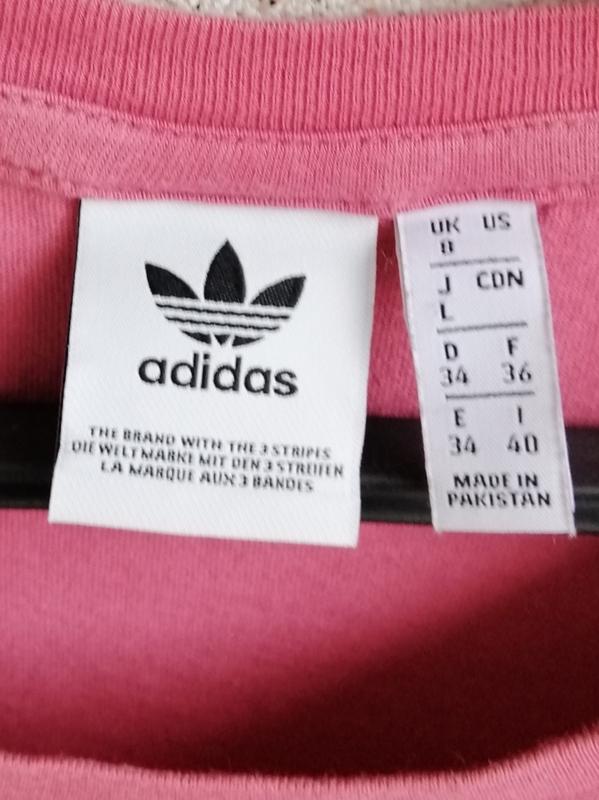 adidas
THE BRAND WITH THE 3 STRIPES
DIE WELTMARKE MIT DEN 3 STREIFEN
LA MARQUE AUX 3 BANDES
UK US
8
J CDN
L
D F
34 36
E I
34 40
MADE IN
PAKISTAN